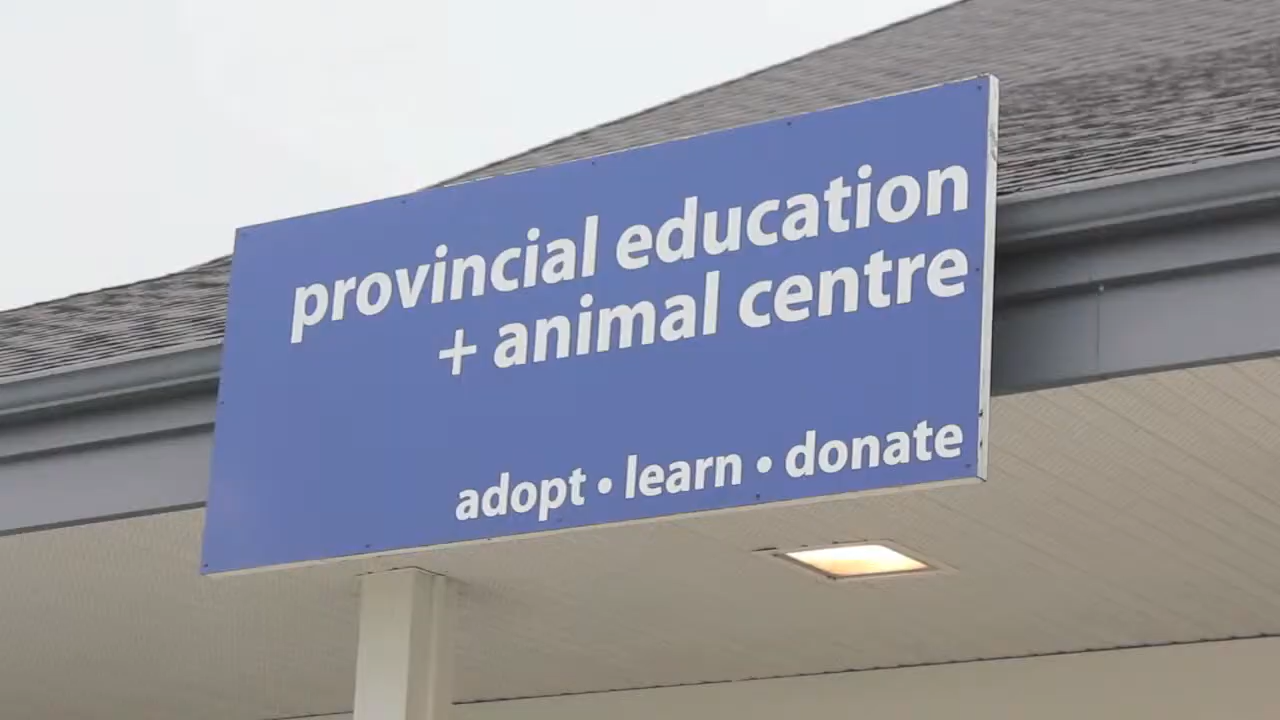 provincial education
+ animal centre
adopt • learn • donate